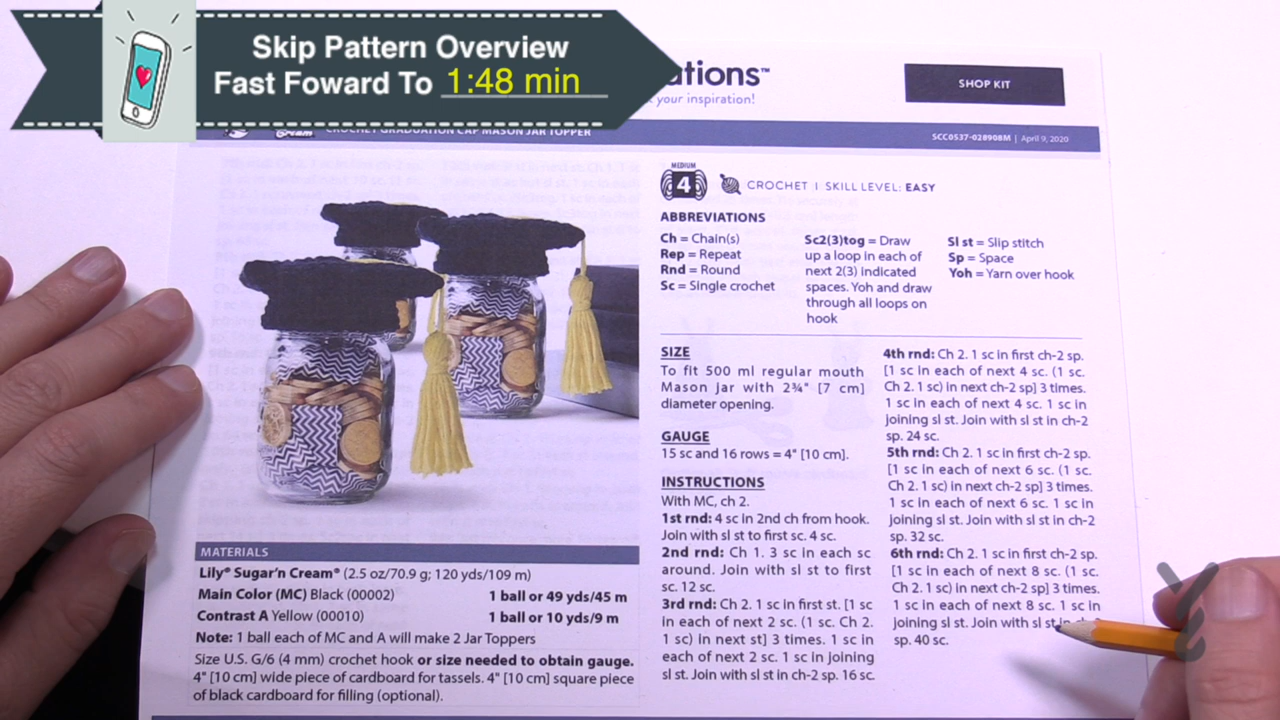 Skip Pattern Overview
Fast Foward To 1:48 min
ations™
your inspiration!
SHOP KIT
Cream
CROCHET GRADUATION CAP MASON JAR TOPPER
SCC0537-028908M | April 9, 2020
MEDIUM
4
CROCHET | SKILL LEVEL: EASY
ABBREVIATIONS
Ch = Chain(s)
Rep = Repeat
Rnd = Round
Sc = Single crochet
Sc2(3)tog = Draw
up a loop in each of
next 2(3) indicated
spaces. Yoh and draw
through all loops on
hook
Sl st = Slip stitch
Sp = Space
Yoh = Yarn over hook
SIZE
To fit 500 ml regular mouth
Mason Jar with 2¾" [7 cm]
diameter opening.
GAUGE
15 sc and 16 rows = 4" [10 cm].
INSTRUCTIONS
With MC, ch 2.
1st rnd: 4 sc in 2nd ch from hook.
Join with sl st to first sc. 4 sc.
2nd rnd: Ch 1. 3 sc in each sc
around. Join with sl st to first
sc. 12 sc.
3rd rnd: Ch 2. 1 sc in first st. [1 sc
in each of next 2 sc. (1 sc. Ch 2.
1 sc) in next st] 3 times. 1 sc in
each of next 2 sc. 1 sc in joining
sl st. Join with sl st in ch-2 sp. 16 sc.
4th rnd: Ch 2. 1 sc in first ch-2 sp.
[1 sc in each of next 4 sc. (1 sc.
Ch 2. 1 sc) in next ch-2 sp] 3 times.
1 sc in each of next 4 sc. 1 sc in
joining sl st. Join with sl st in ch-2
sp. 24 sc.
5th rnd: Ch 2. 1 sc in first ch-2 sp.
[1 sc in each of next 6 sc. (1 sc.
Ch 2. 1 sc) in next ch-2 sp] 3 times.
1 sc in each of next 6 sc. 1 sc in
joining sl st. Join with sl st in ch-2
sp. 32 sc.
6th rnd: Ch 2. 1 sc in first ch-2 sp.
[1 sc in each of next 8 sc. (1 sc.
Ch 2. 1 sc) in next ch-2 sp] 3 times.
1 sc in each of next 8 sc. 1 sc in
joining sl st. Join with sl st in
sp. 40 sc.
MATERIALS
Lily® Sugar'n Cream® (2.5 oz/70.9 g; 120 yds/109 m)
Main Color (MC) Black (00002) 1 ball or 49 yds/45 m
Contrast A Yellow (00010) 1 ball or 10 yds/9 m
Note: 1 ball each of MC and A will make 2 Jar Toppers
Size U.S. G/6 (4 mm) crochet hook or size needed to obtain gauge.
4" [10 cm] wide piece of cardboard for tassels. 4" [10 cm] square piece
of black cardboard for filling (optional).